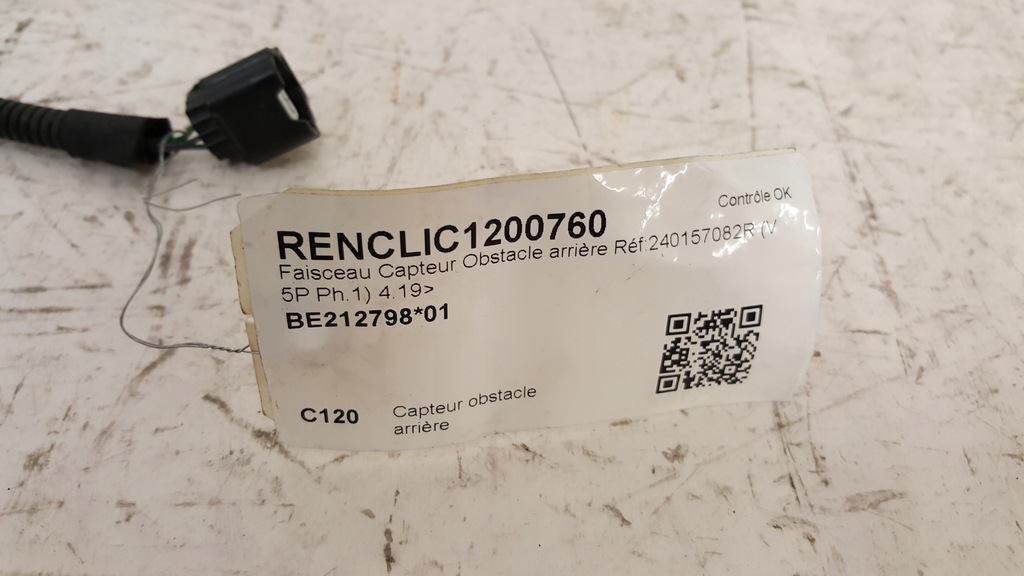 Contrôle OK
RENCLIC1200760
Faisceau Capteur Obstacle arrière Réf:240157082R (V
5P Ph.1) 4.19>
BE212798*01
C120 Capteur obstacle
arrière